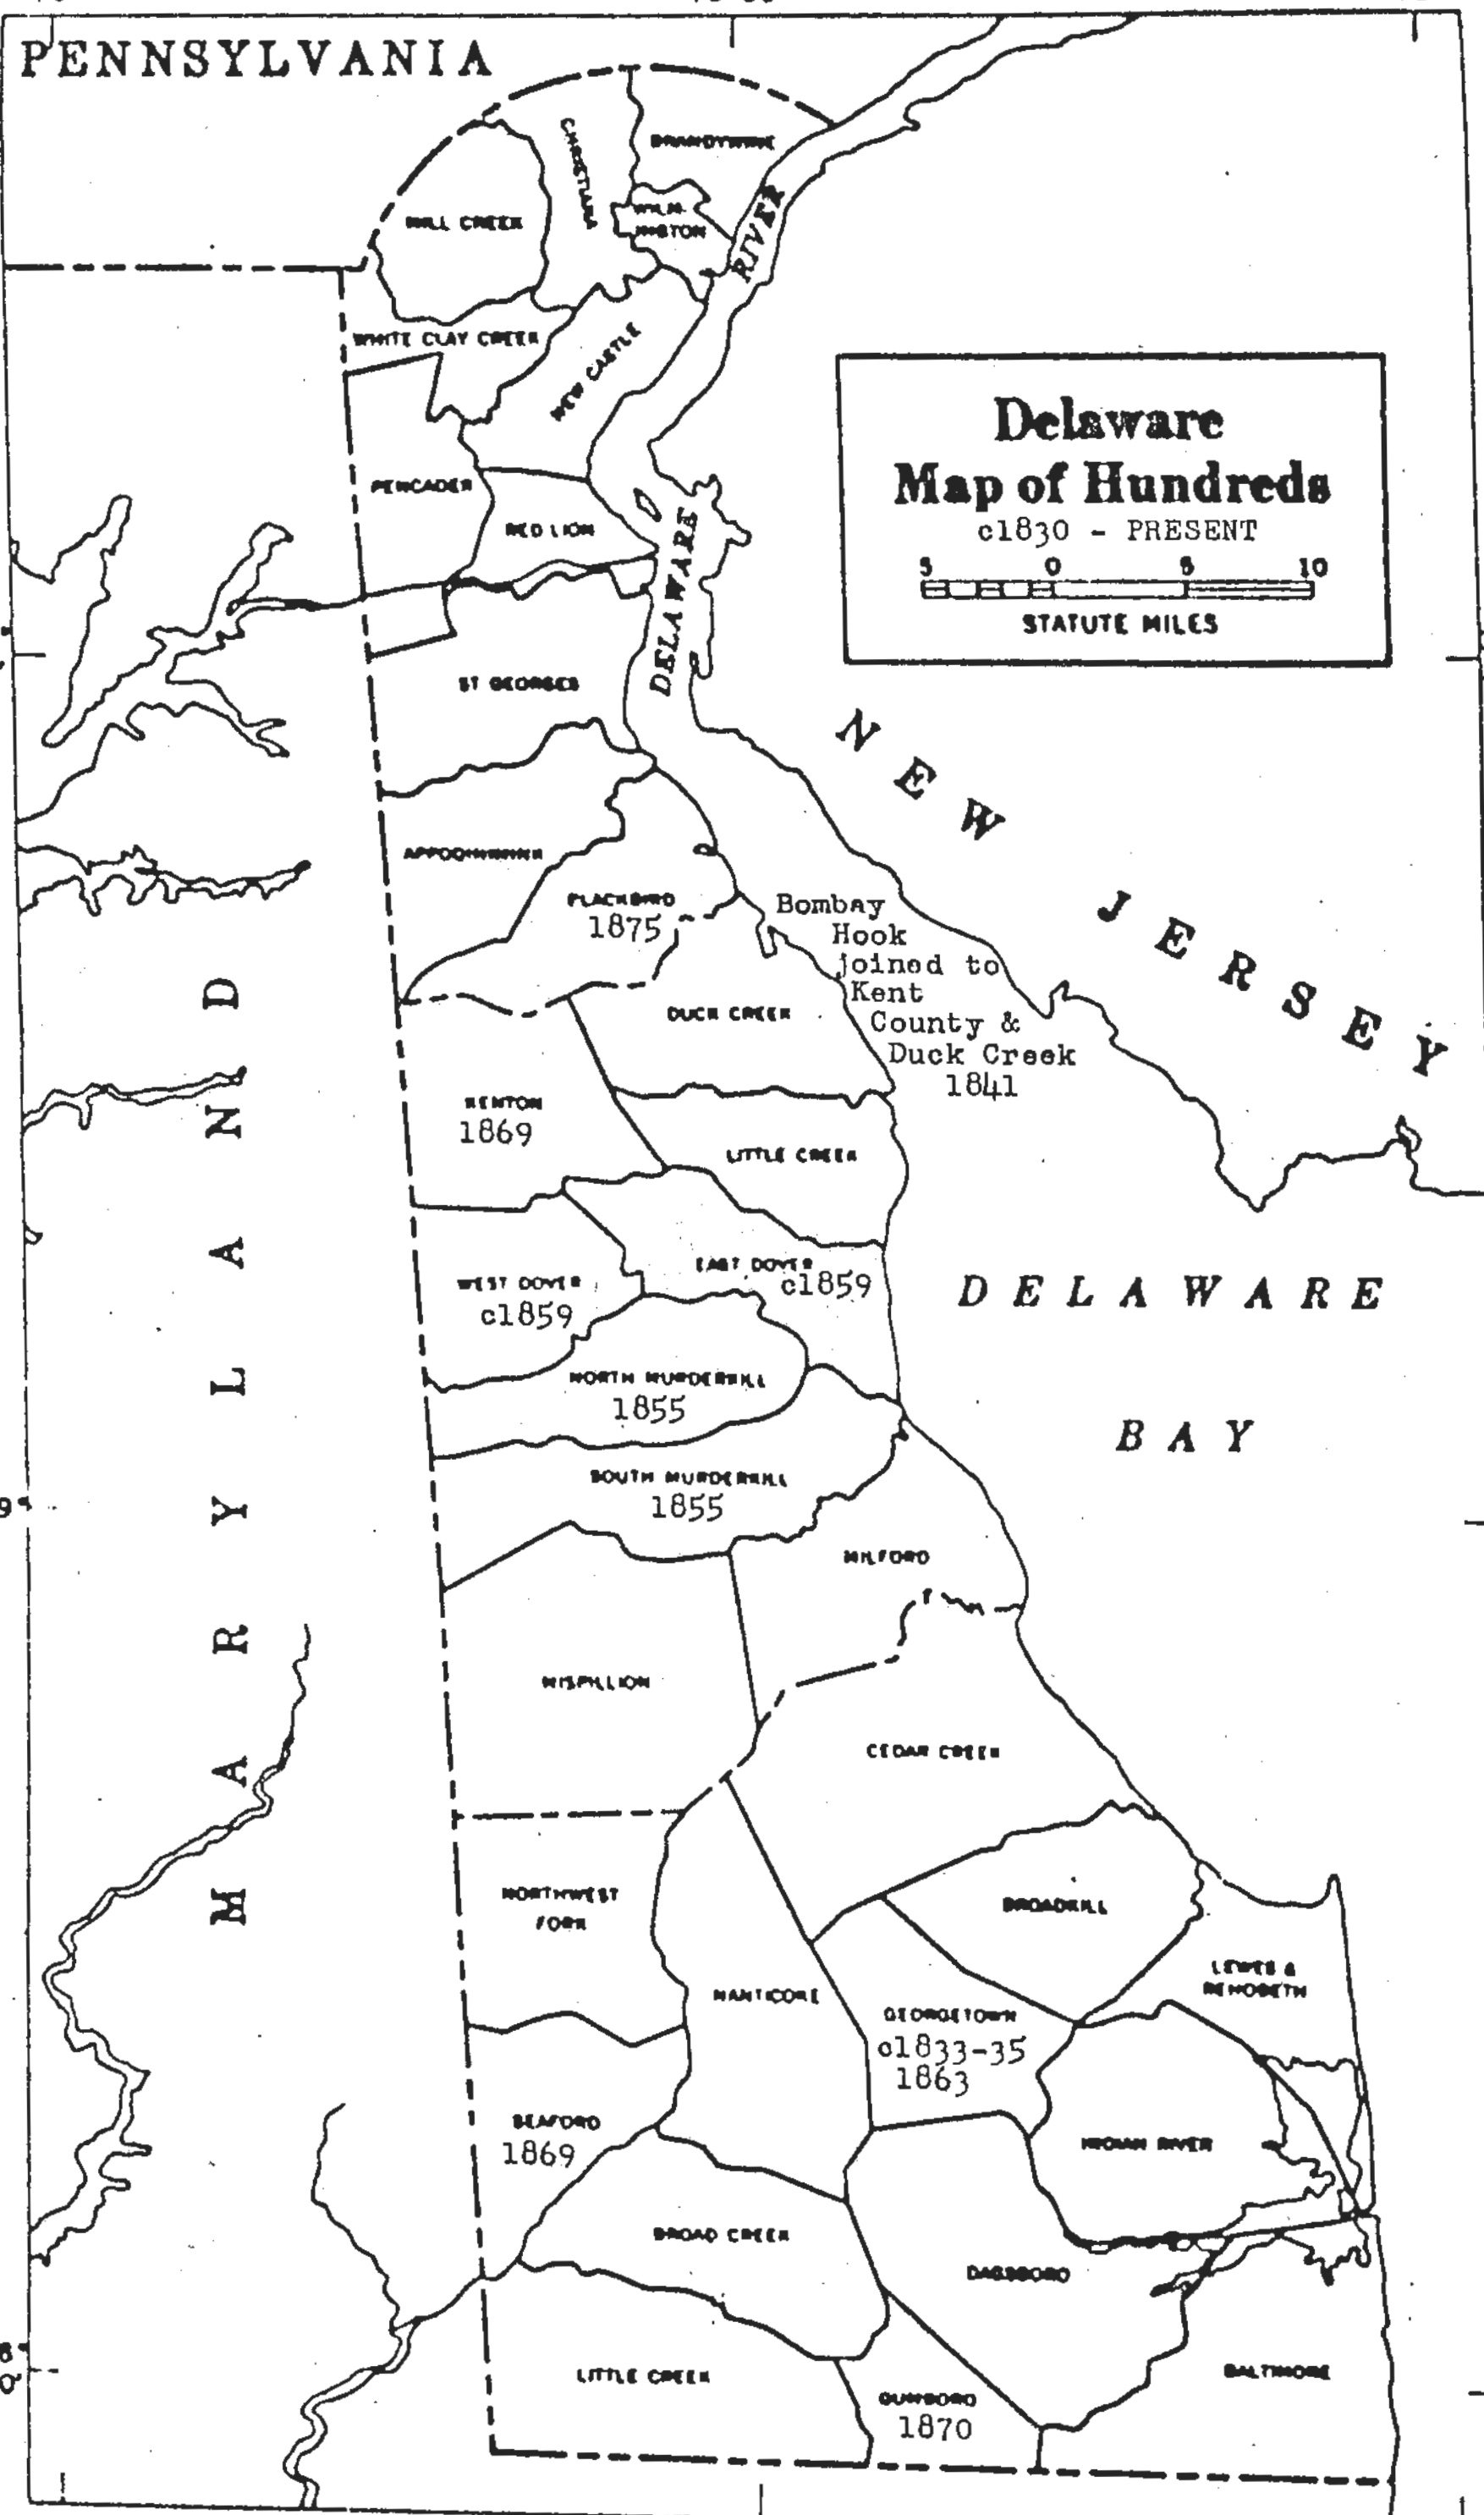 PENNSYLVANIA
BRANDYWINE
CHRISTIANA
MILL CREEK
WILM
INGTON
RIVER
WHITE CLAY CREEK
NEW CASTLE
Delaware
Map of Hundreds
c1830 - PRESENT
5 0 5 10
STATUTE MILES
PENCADER
RED LION
DELAWARE
ST GEORGES
NEW JERSEY
APPOQUINIMINK
BLACKBIRD
1875
Bombay
Hook
joined to
Kent
County &
Duck Creek
1841
DUCK CREEK
MARYLAND
KENTON
1869
LITTLE CREEK
EAST DOVER
c1859
WEST DOVER
c1859
DELAWARE
BAY
NORTH MURDERKILL
1855
SOUTH MURDERKILL
1855
MILFORD
MISPILLION
CEDAR CREEK
NORTHWEST
FORK
BROADKILL
NANTICOKE
LEWES &
REHOBETH
GEORGETOWN
c1833-35
1863
SEAFORD
1869
INDIAN RIVER
BROAD CREEK
DAGSBORO
LITTLE CREEK
GUMBORO
1870
BALTIMORE